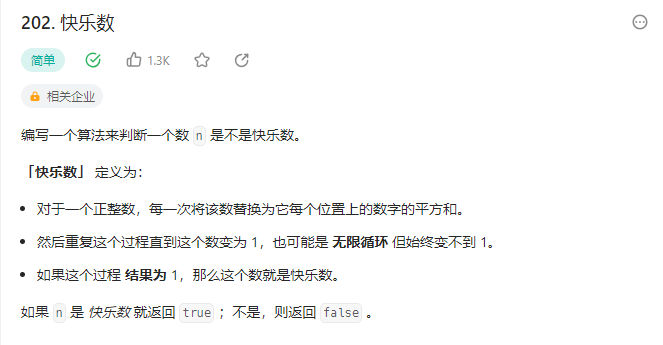 202. 快乐数
简单 1.3K
相关企业
编写一个算法来判断一个数 n 是不是快乐数。
「快乐数」 定义为：
• 对于一个正整数，每一次将该数替换为它每个位置上的数字的平方和。
• 然后重复这个过程直到这个数变为 1，也可能是 无限循环 但始终变不到 1。
• 如果这个过程 结果为 1，那么这个数就是快乐数。
如果 n 是 快乐数 就返回 true ；不是，则返回 false 。